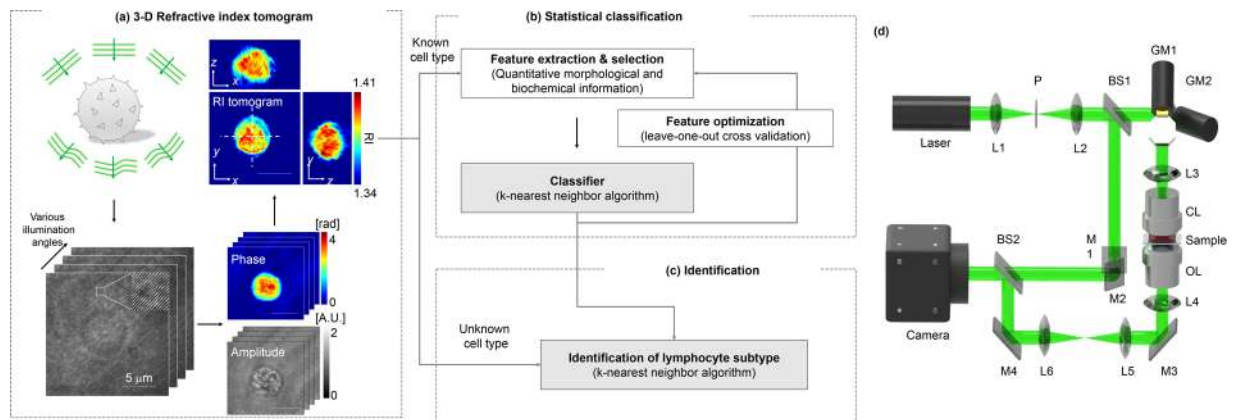 (a) 3-D Refractive index tomogram
z
x
RI tomogram
y
x
y
z
1.41
RI
1.34
Various
illumination
angles
5 μm
[rad]
Phase
4
0
[A.U.]
Amplitude
2
0
(b) Statistical classification
Known
cell type
Feature extraction & selection
(Quantitative morphological and
biochemical information)
Feature optimization
(leave-one-out cross validation)
Classifier
(k-nearest neighbor algorithm)
(c) Identification
Unknown
cell type
Identification of lymphocyte subtype
(k-nearest neighbor algorithm)
(d)
GM1
GM2
P
BS1
Laser
L1
L2
L3
CL
Sample
OL
L4
BS2
M
1
M2
Camera
M4
L6
L5
M3